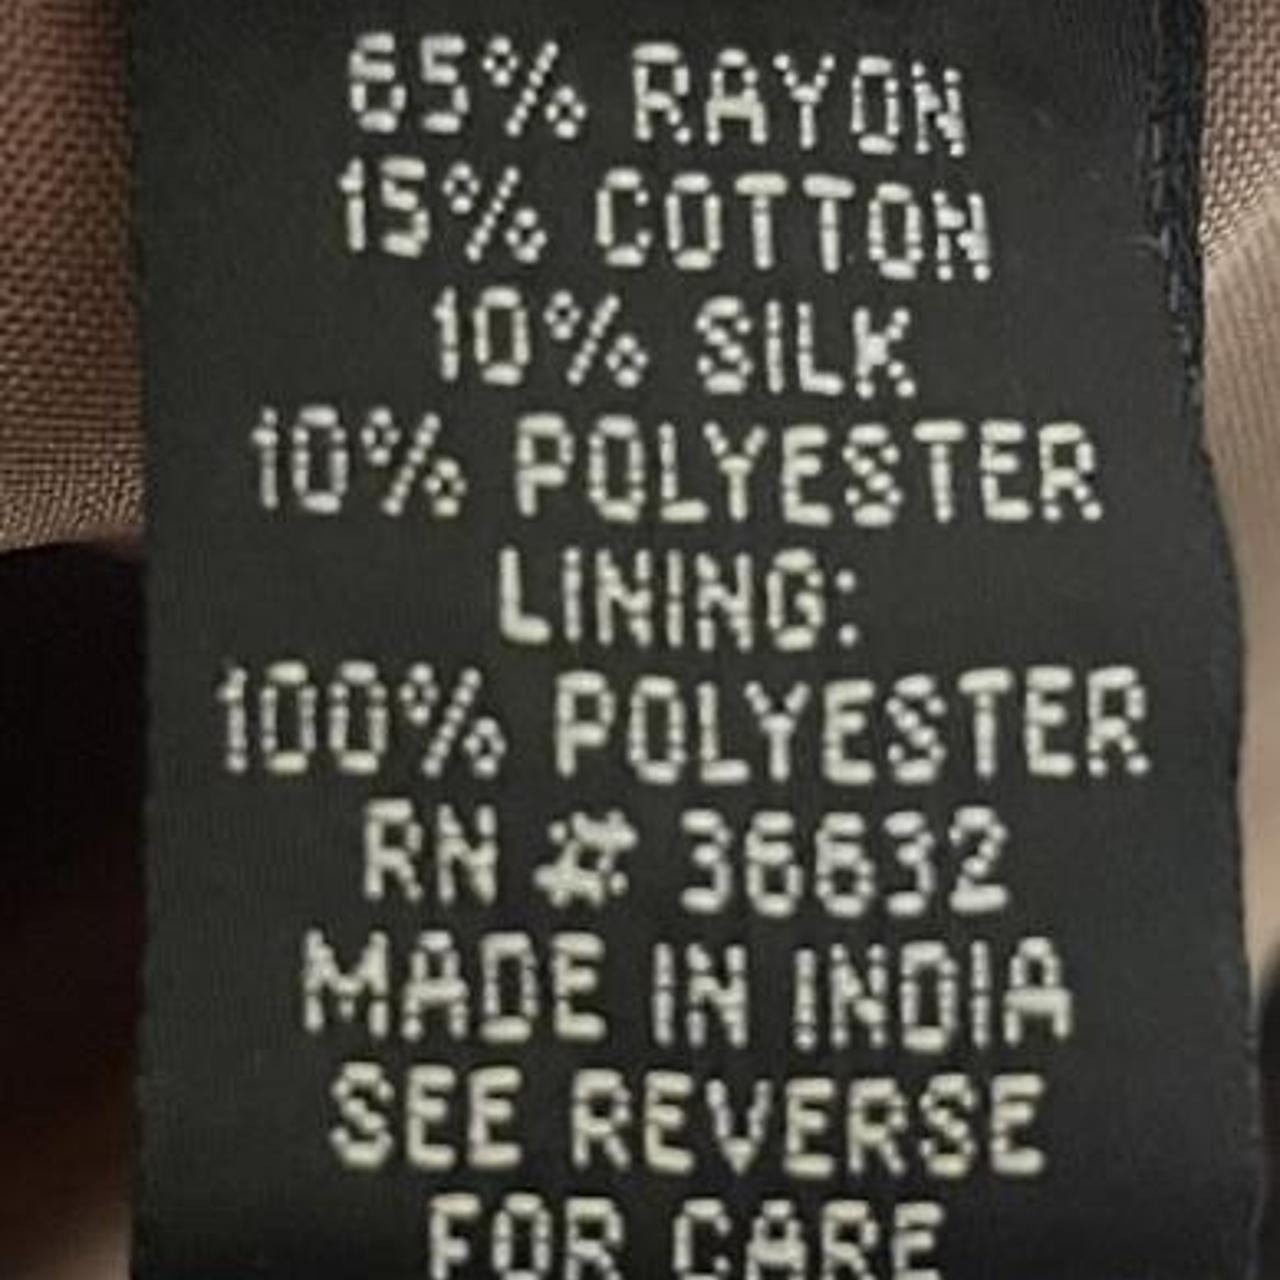 65% RAYON
15% COTTON
10% SILK
10% POLYESTER
LINING:
100% POLYESTER
RN # 36632
MADE IN INDIA
SEE REVERSE
FOR CARE